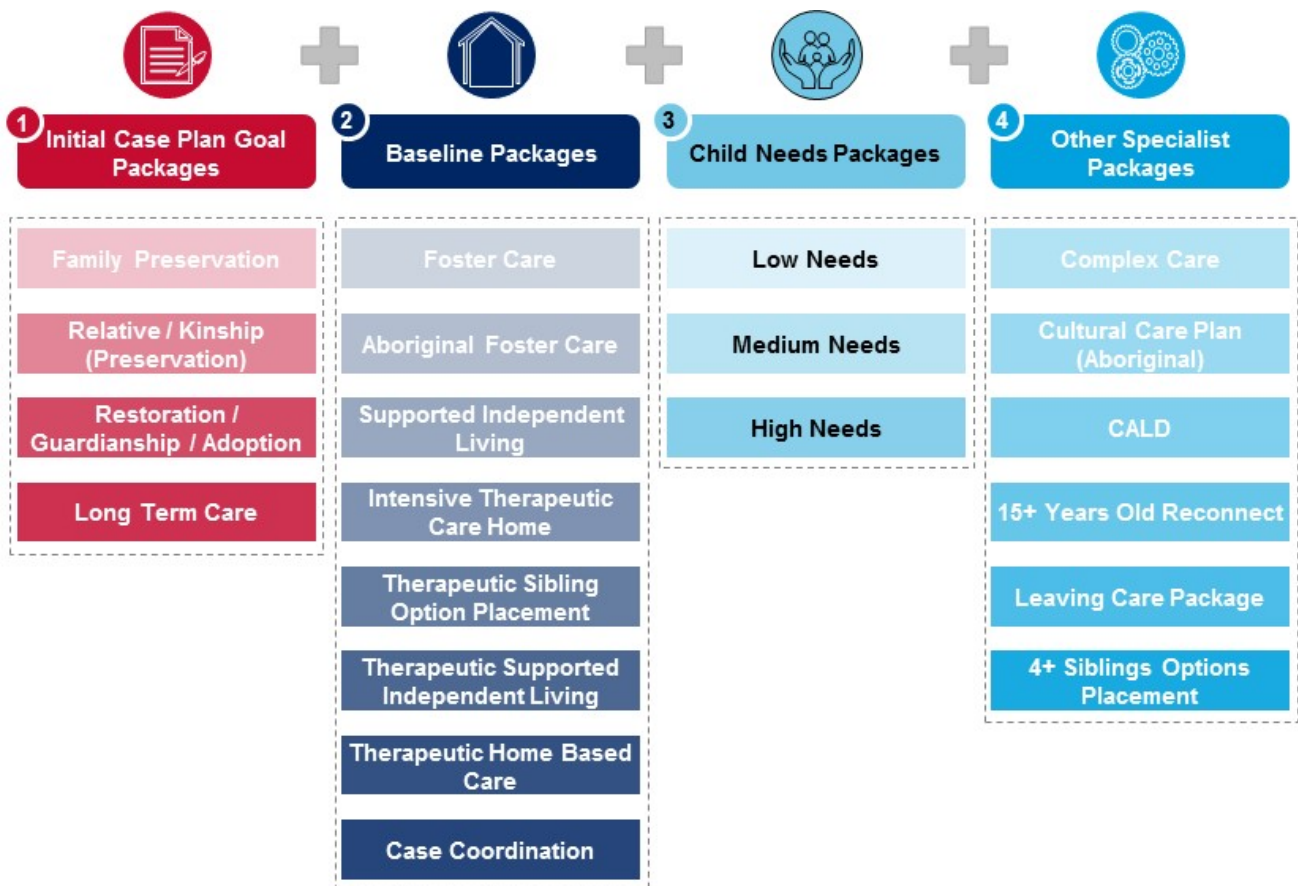 1
Initial Case Plan Goal
Packages
2
Baseline Packages
3
Child Needs Packages
4
Other Specialist
Packages
Family Preservation
Relative / Kinship
(Preservation)
Restoration /
Guardianship / Adoption
Long Term Care
Foster Care
Aboriginal Foster Care
Supported Independent
Living
Intensive Therapeutic
Care Home
Therapeutic Sibling
Option Placement
Therapeutic Supported
Independent Living
Therapeutic Home Based
Care
Case Coordination
Low Needs
Medium Needs
High Needs
Complex Care
Cultural Care Plan
(Aboriginal)
CALD
15+ Years Old Reconnect
Leaving Care Package
4+ Siblings Options
Placement